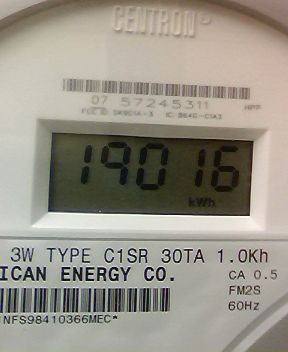 CENTRON
07 57245311
19016
kWh
3W TYPE C1SR 30TA 1.0Kh
ICAN ENERGY CO.
CA 0.5
FM2S
60Hz
NFS98410366MEC*